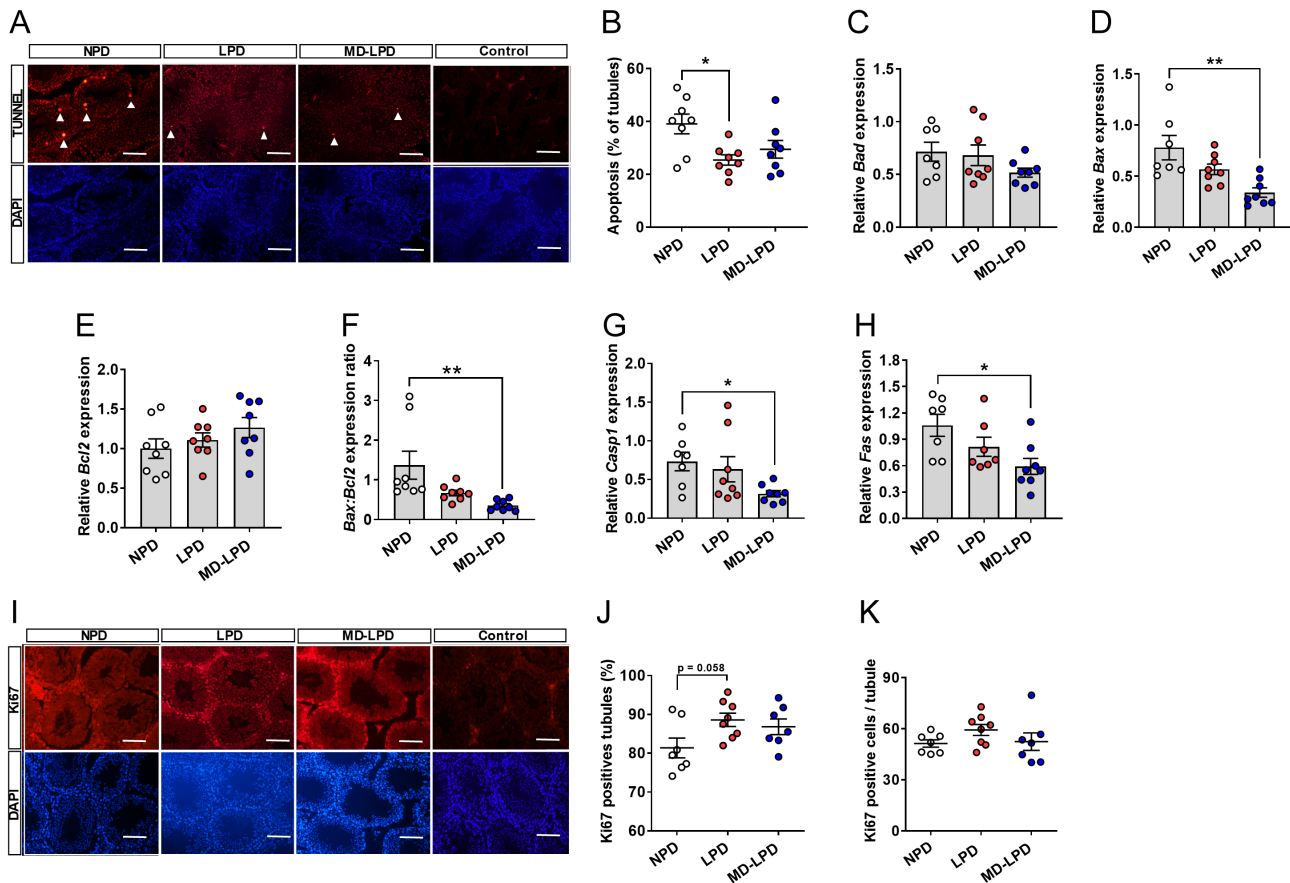 A
NPD LPD MD-LPD Control
TUNNEL
DAPI
B
Apoptosis (% of tubules)
60
40
20
0
*
NPD LPD MD-LPD
C
Relative Bad expression
1.5
1.0
0.5
0.0
NPD LPD MD-LPD
D
Relative Bax expression
1.5
1.0
0.5
0.0
**
NPD LPD MD-LPD
E
Relative Bcl2 expression
2.0
1.5
1.0
0.5
0.0
NPD LPD MD-LPD
F
Bax:Bcl2 expression ratio
4
3
2
1
0
**
NPD LPD MD-LPD
G
Relative Casp1 expression
2.0
1.5
1.0
0.5
0.0
*
NPD LPD MD-LPD
H
Relative Fas expression
1.8
1.5
1.2
0.9
0.6
0.3
0.0
*
NPD LPD MD-LPD
I
NPD LPD MD-LPD Control
Ki67
DAPI
J
Ki67 positive tubules (%)
100
90
80
70
60
p = 0.058
NPD LPD MD-LPD
K
Ki67 positive cells / tubule
90
60
30
0
NPD LPD MD-LPD